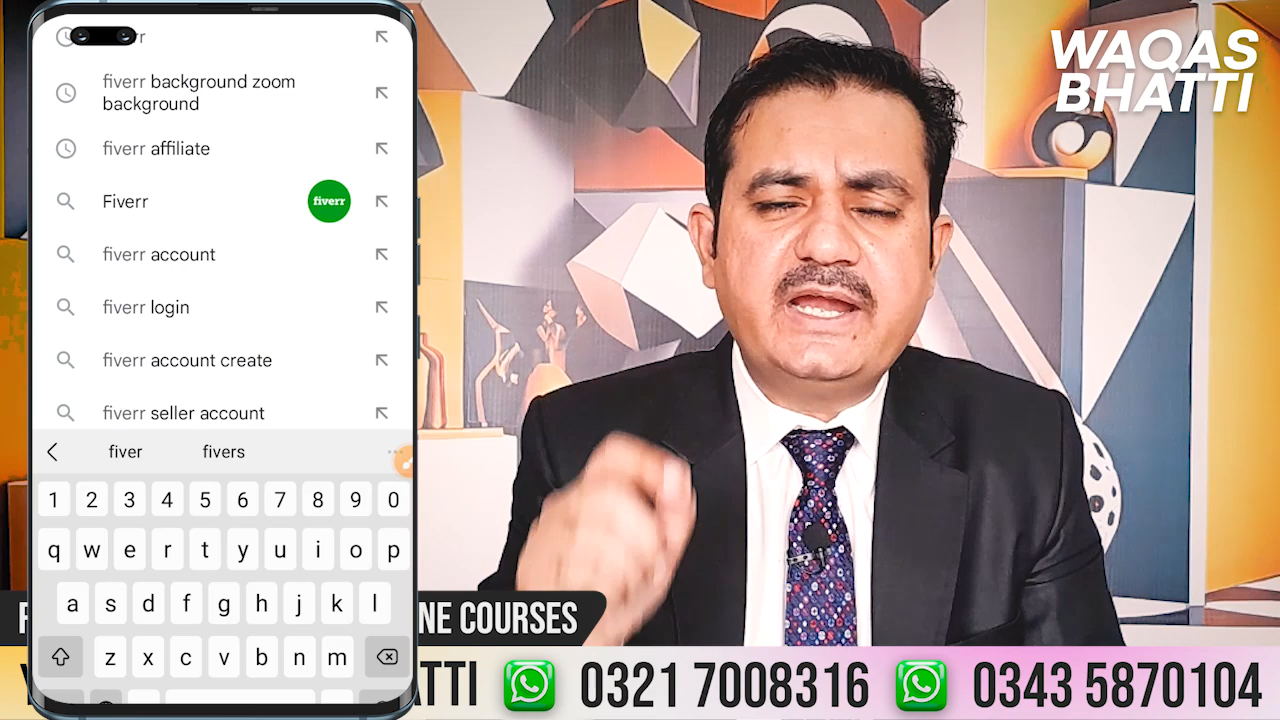 rr
fiverr background zoom
background
fiverr affiliate
Fiverr
fiverr
fiverr account
fiverr login
fiverr account create
fiverr seller account
fiver
fivers
1 2 3 4 5 6 7 8 9 0
q w e r t y u i o p
a s d f g h j k l
z x c v b n m
WAQAS
BHATTI
NE COURSES
ATTI 0321 7008316 0343 5870104